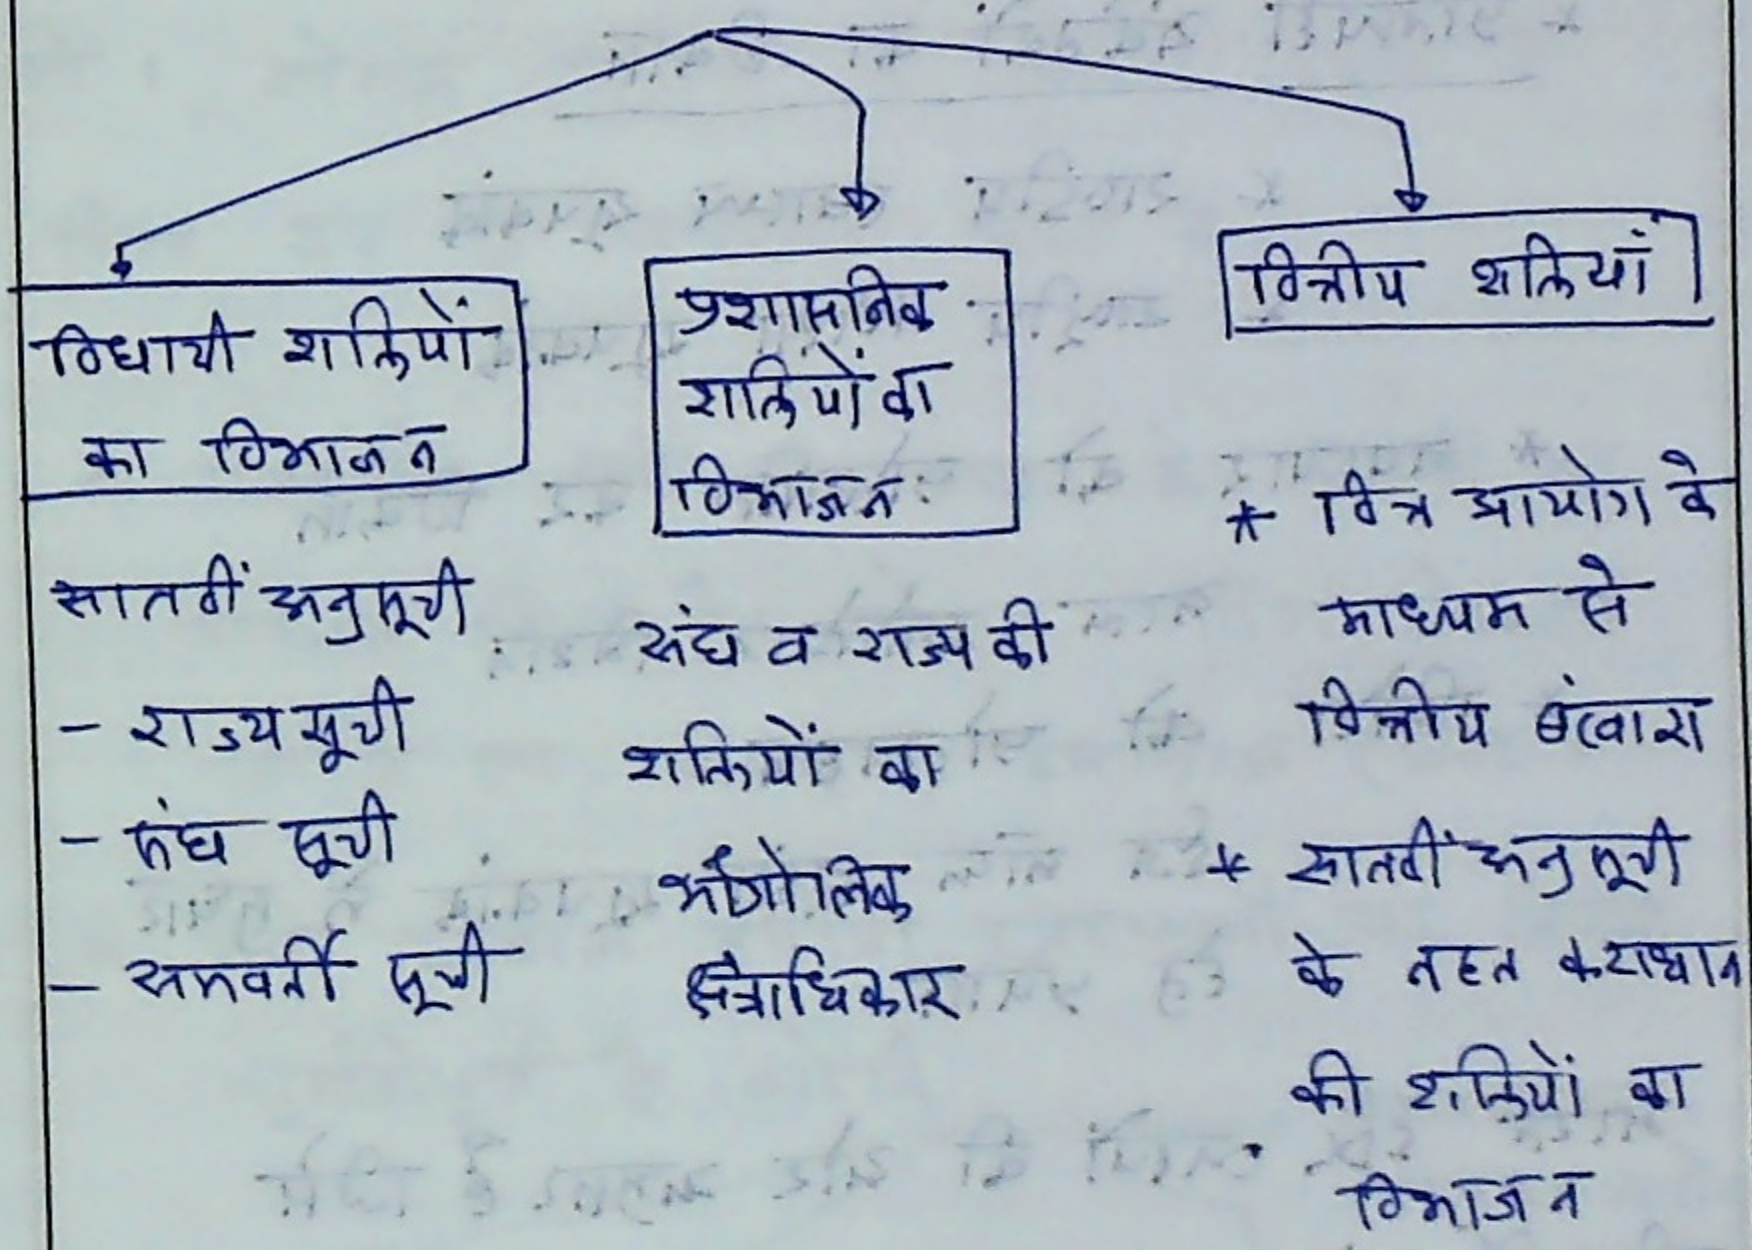 विधायी शक्तियों
का विभाजन
सातवीं अनुसूची
- राज्य सूची
- संघ सूची
- समवर्ती सूची
प्रशासनिक
शक्तियों का
विभाजन
संघ व राज्य की
शक्तियों का
भौगोलिक
क्षेत्राधिकार
वित्तीय शक्तियाँ
* वित्त आयोग के
माध्यम से
वित्तीय बंटवारा
* सातवीं अनुसूची
के तहत कराधान
की शक्तियों का
विभाजन